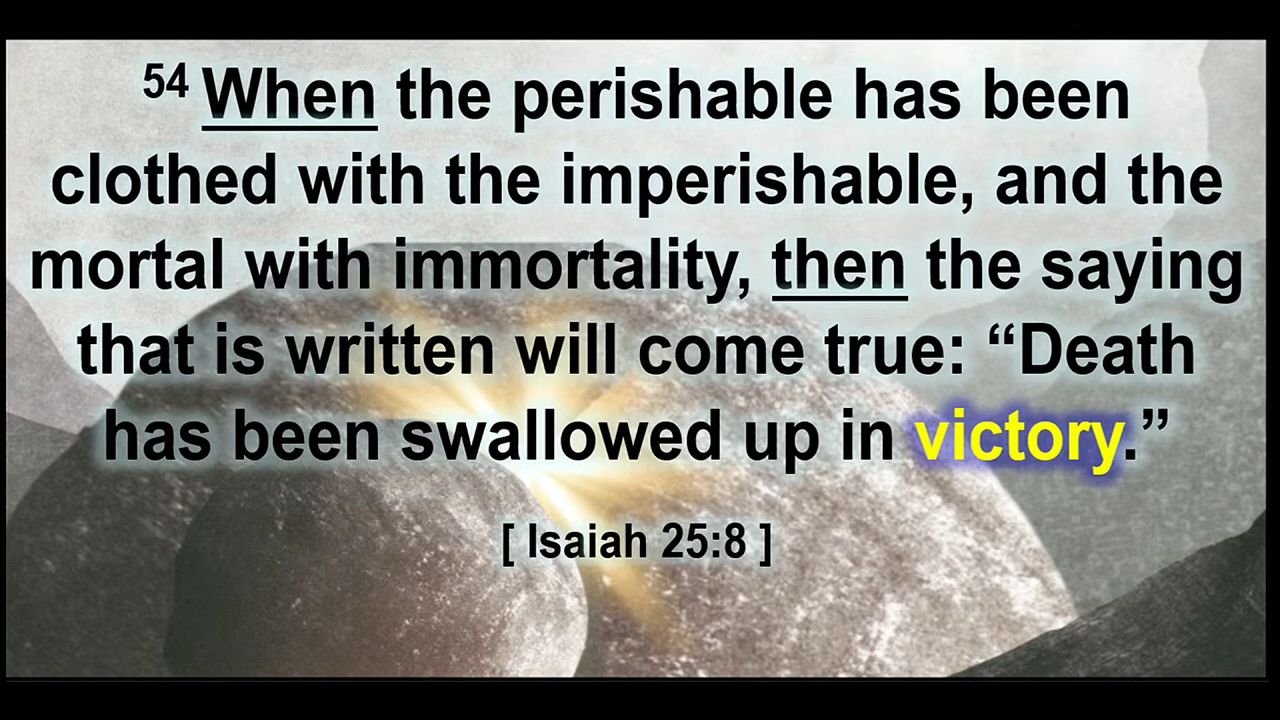 54 When the perishable has been
clothed with the imperishable, and the
mortal with immortality, then the saying
that is written will come true: “Death
has been swallowed up in victory.”
[ Isaiah 25:8 ]